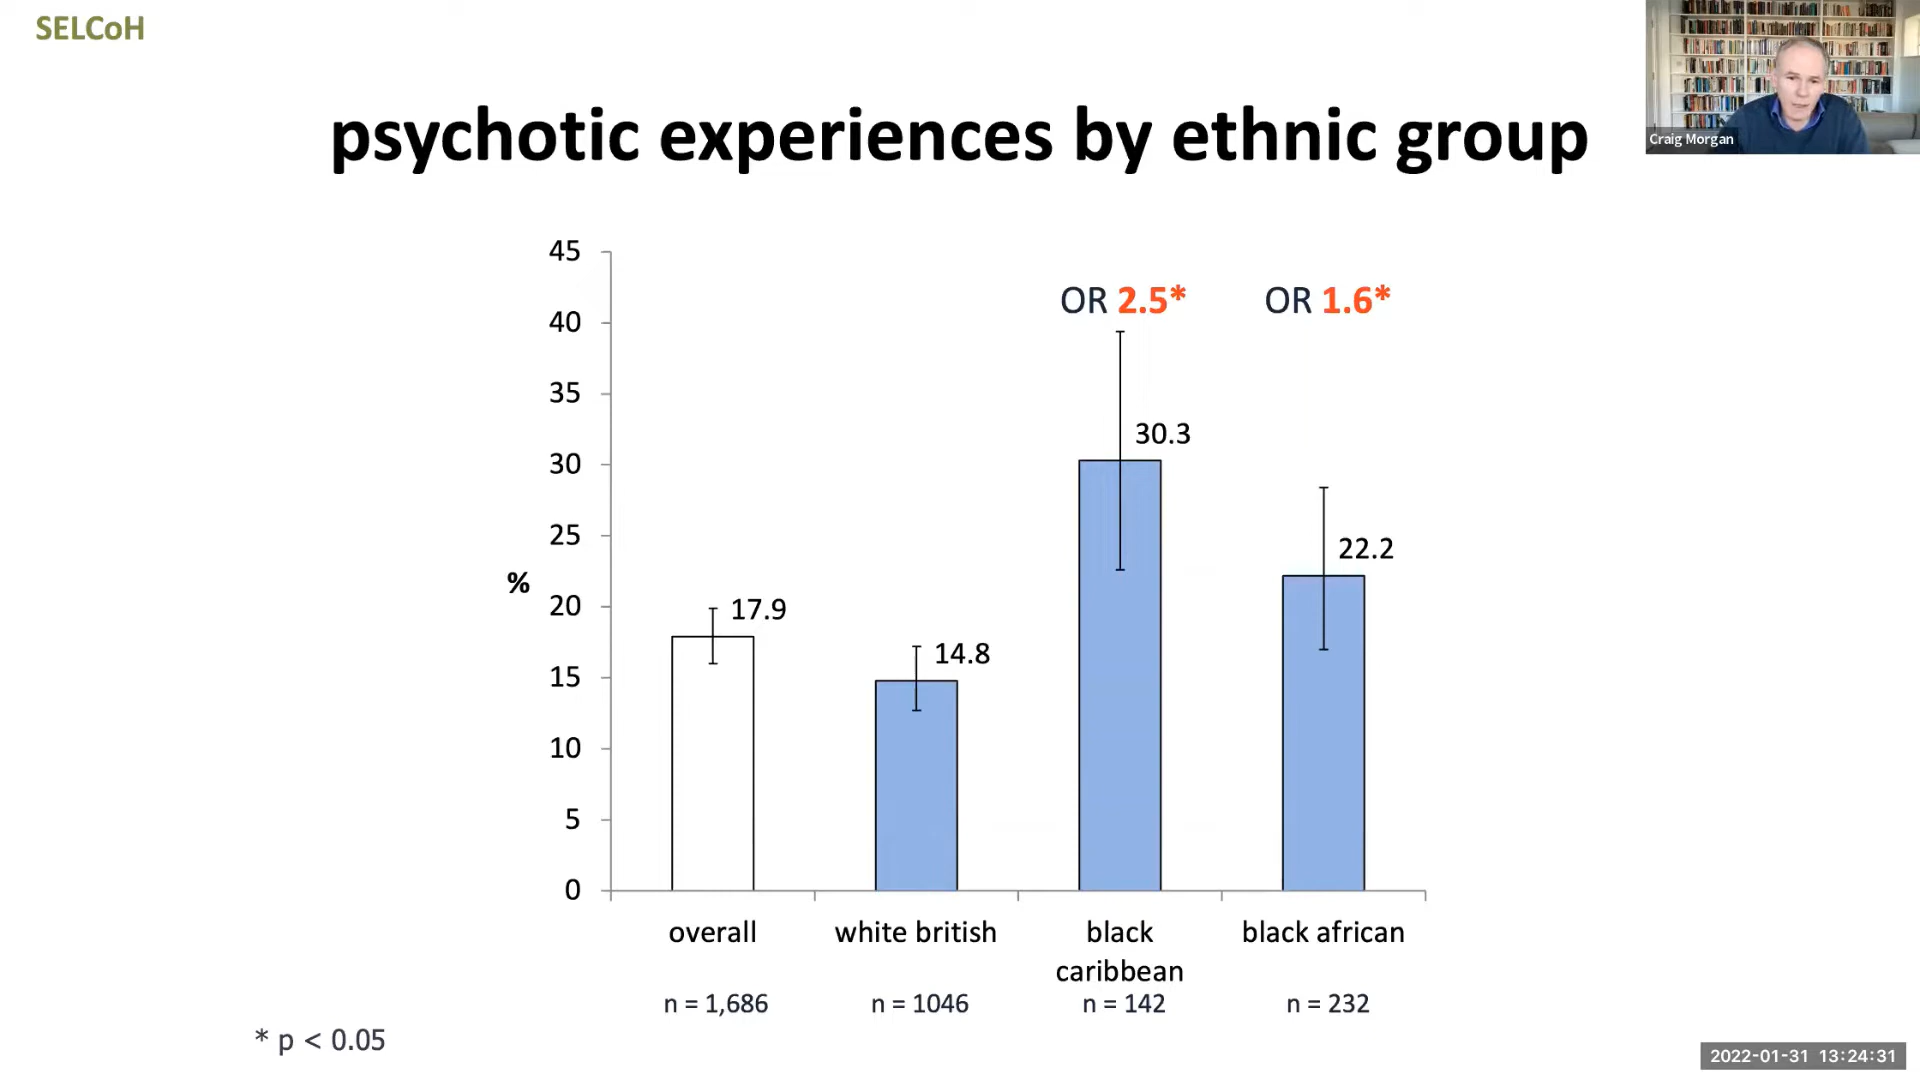 SELCoH
Craig Morgan
psychotic experiences by ethnic group
45
40
35
30
25
20
15
10
5
0
%
OR 2.5*
OR 1.6*
17.9
14.8
30.3
22.2
overall
white british
black
caribbean
black african
n = 1,686
n = 1046
n = 142
n = 232
* p < 0.05
2022-01-31 13:24:31